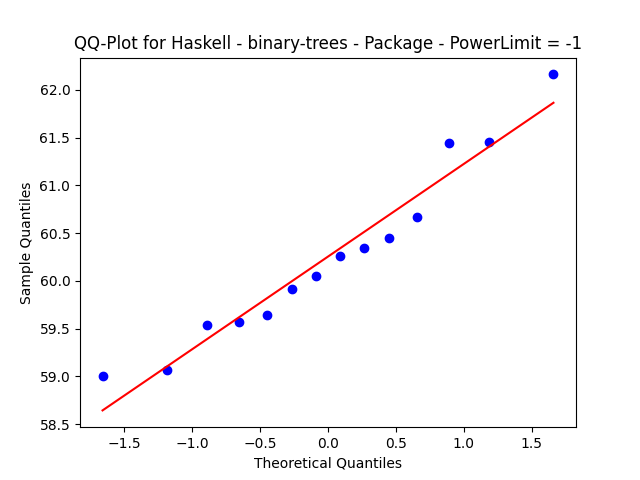 QQ-Plot for Haskell - binary-trees - Package - PowerLimit = -1
62.0
61.5
61.0
60.5
60.0
59.5
59.0
58.5
Sample Quantiles
−1.5 −1.0 −0.5 0.0 0.5 1.0 1.5
Theoretical Quantiles